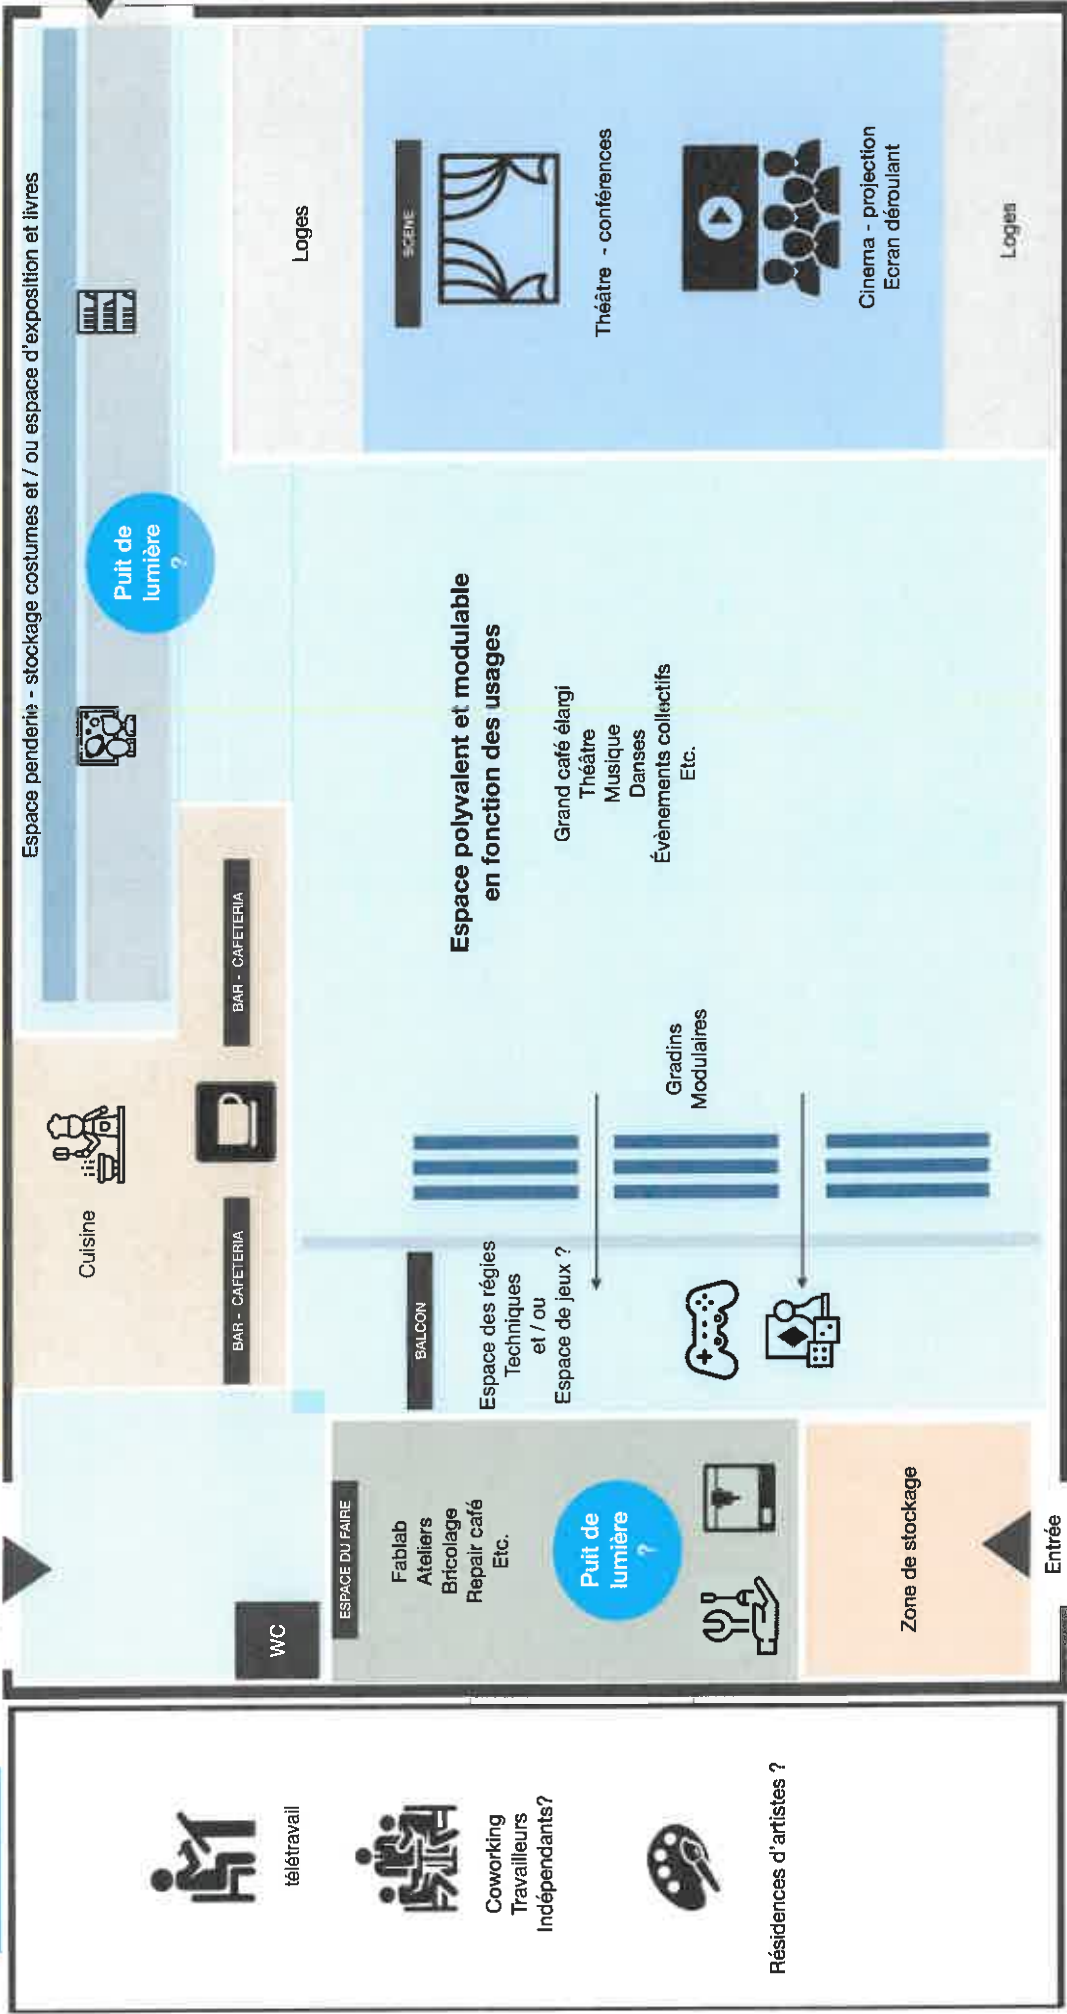 Espace penderie - stockage costumes et / ou espace d'exposition et livres
Puit de
lumière
?
Cuisine
BAR - CAFETERIA
BAR - CAFETERIA
WC
télétravail
Coworking
Travailleurs
Indépendants?
Résidences d'artistes ?
ESPACE DU FAIRE
Fablab
Ateliers
Bricolage
Repair café
Etc.
Puit de
lumière
?
Zone de stockage
Entrée
BALCON
Espace des régies
Techniques
et / ou
Espace de jeux ?
Gradins
Modulaires
Espace polyvalent et modulable
en fonction des usages
Grand café élargi
Théâtre
Musique
Danses
Évènements collectifs
Etc.
Loges
SCENE
Théâtre - conférences
Cinema - projection
Ecran déroulant
Loges